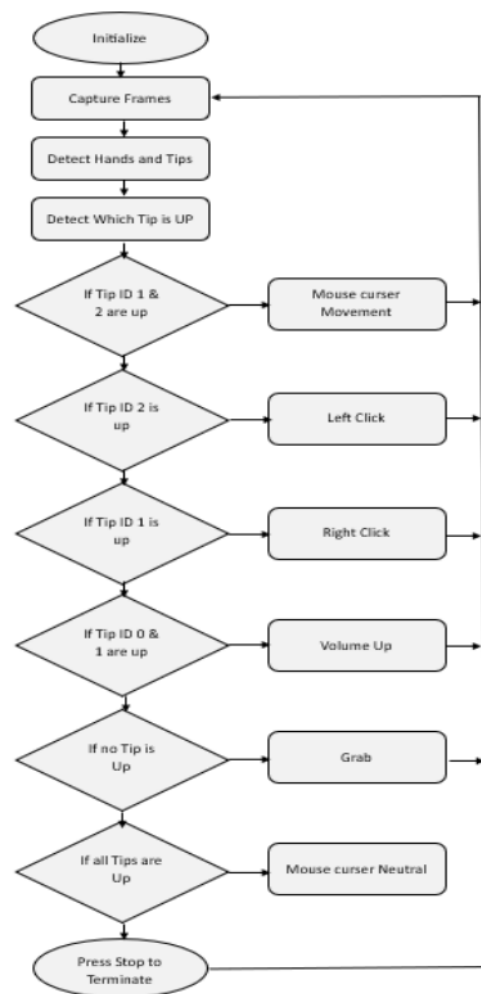 Initialize
Capture Frames
Detect Hands and Tips
Detect Which Tip is UP
If Tip ID 1 &
2 are up
Mouse curser
Movement
If Tip ID 2 is
up
Left Click
If Tip ID 1 is
up
Right Click
If Tip ID 0 &
1 are up
Volume Up
If no Tip is
Up
Grab
If all Tips are
Up
Mouse curser Neutral
Press Stop to
Terminate